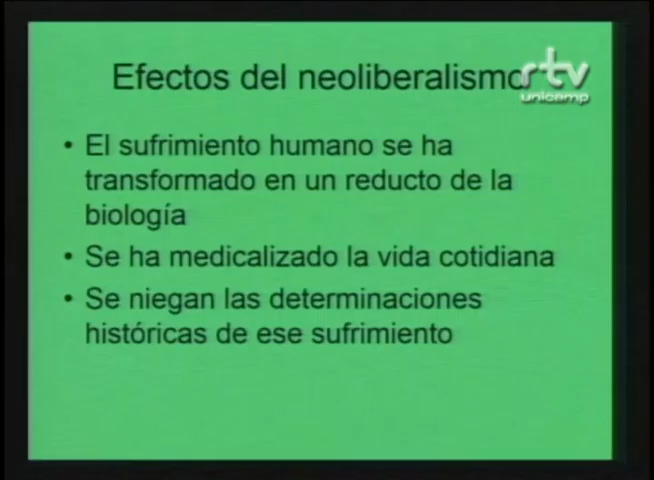 Efectos del neoliberalismo
rtv
unicamp
• El sufrimiento humano se ha
transformado en un reducto de la
biología
• Se ha medicalizado la vida cotidiana
• Se niegan las determinaciones
históricas de ese sufrimiento